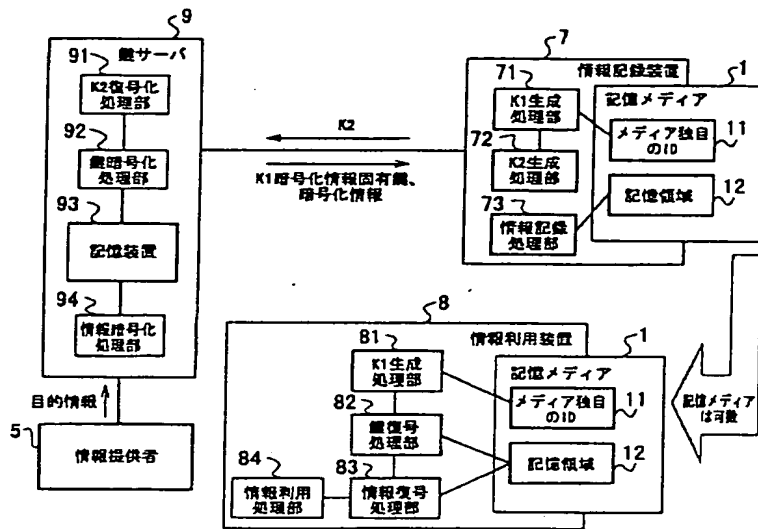 9
鍵サーバ
91
K2復号化
処理部
92
鍵暗号化
処理部
93
記憶装置
94
情報暗号化
処理部
目的情報
5
情報提供者
K2
K1暗号化情報固有鍵、
暗号化情報
7
情報記録装置
71
K1生成
処理部
72
K2生成
処理部
73
情報記録
処理部
1
記憶メディア
メディア独自
のID
11
記憶領域
12
8
情報利用装置
81
K1生成
処理部
82
鍵復号
処理部
83
情報復号
処理部
84
情報利用
処理部
1
記憶メディア
メディア独自
のID
11
記憶領域
12
記憶メディア
は可搬